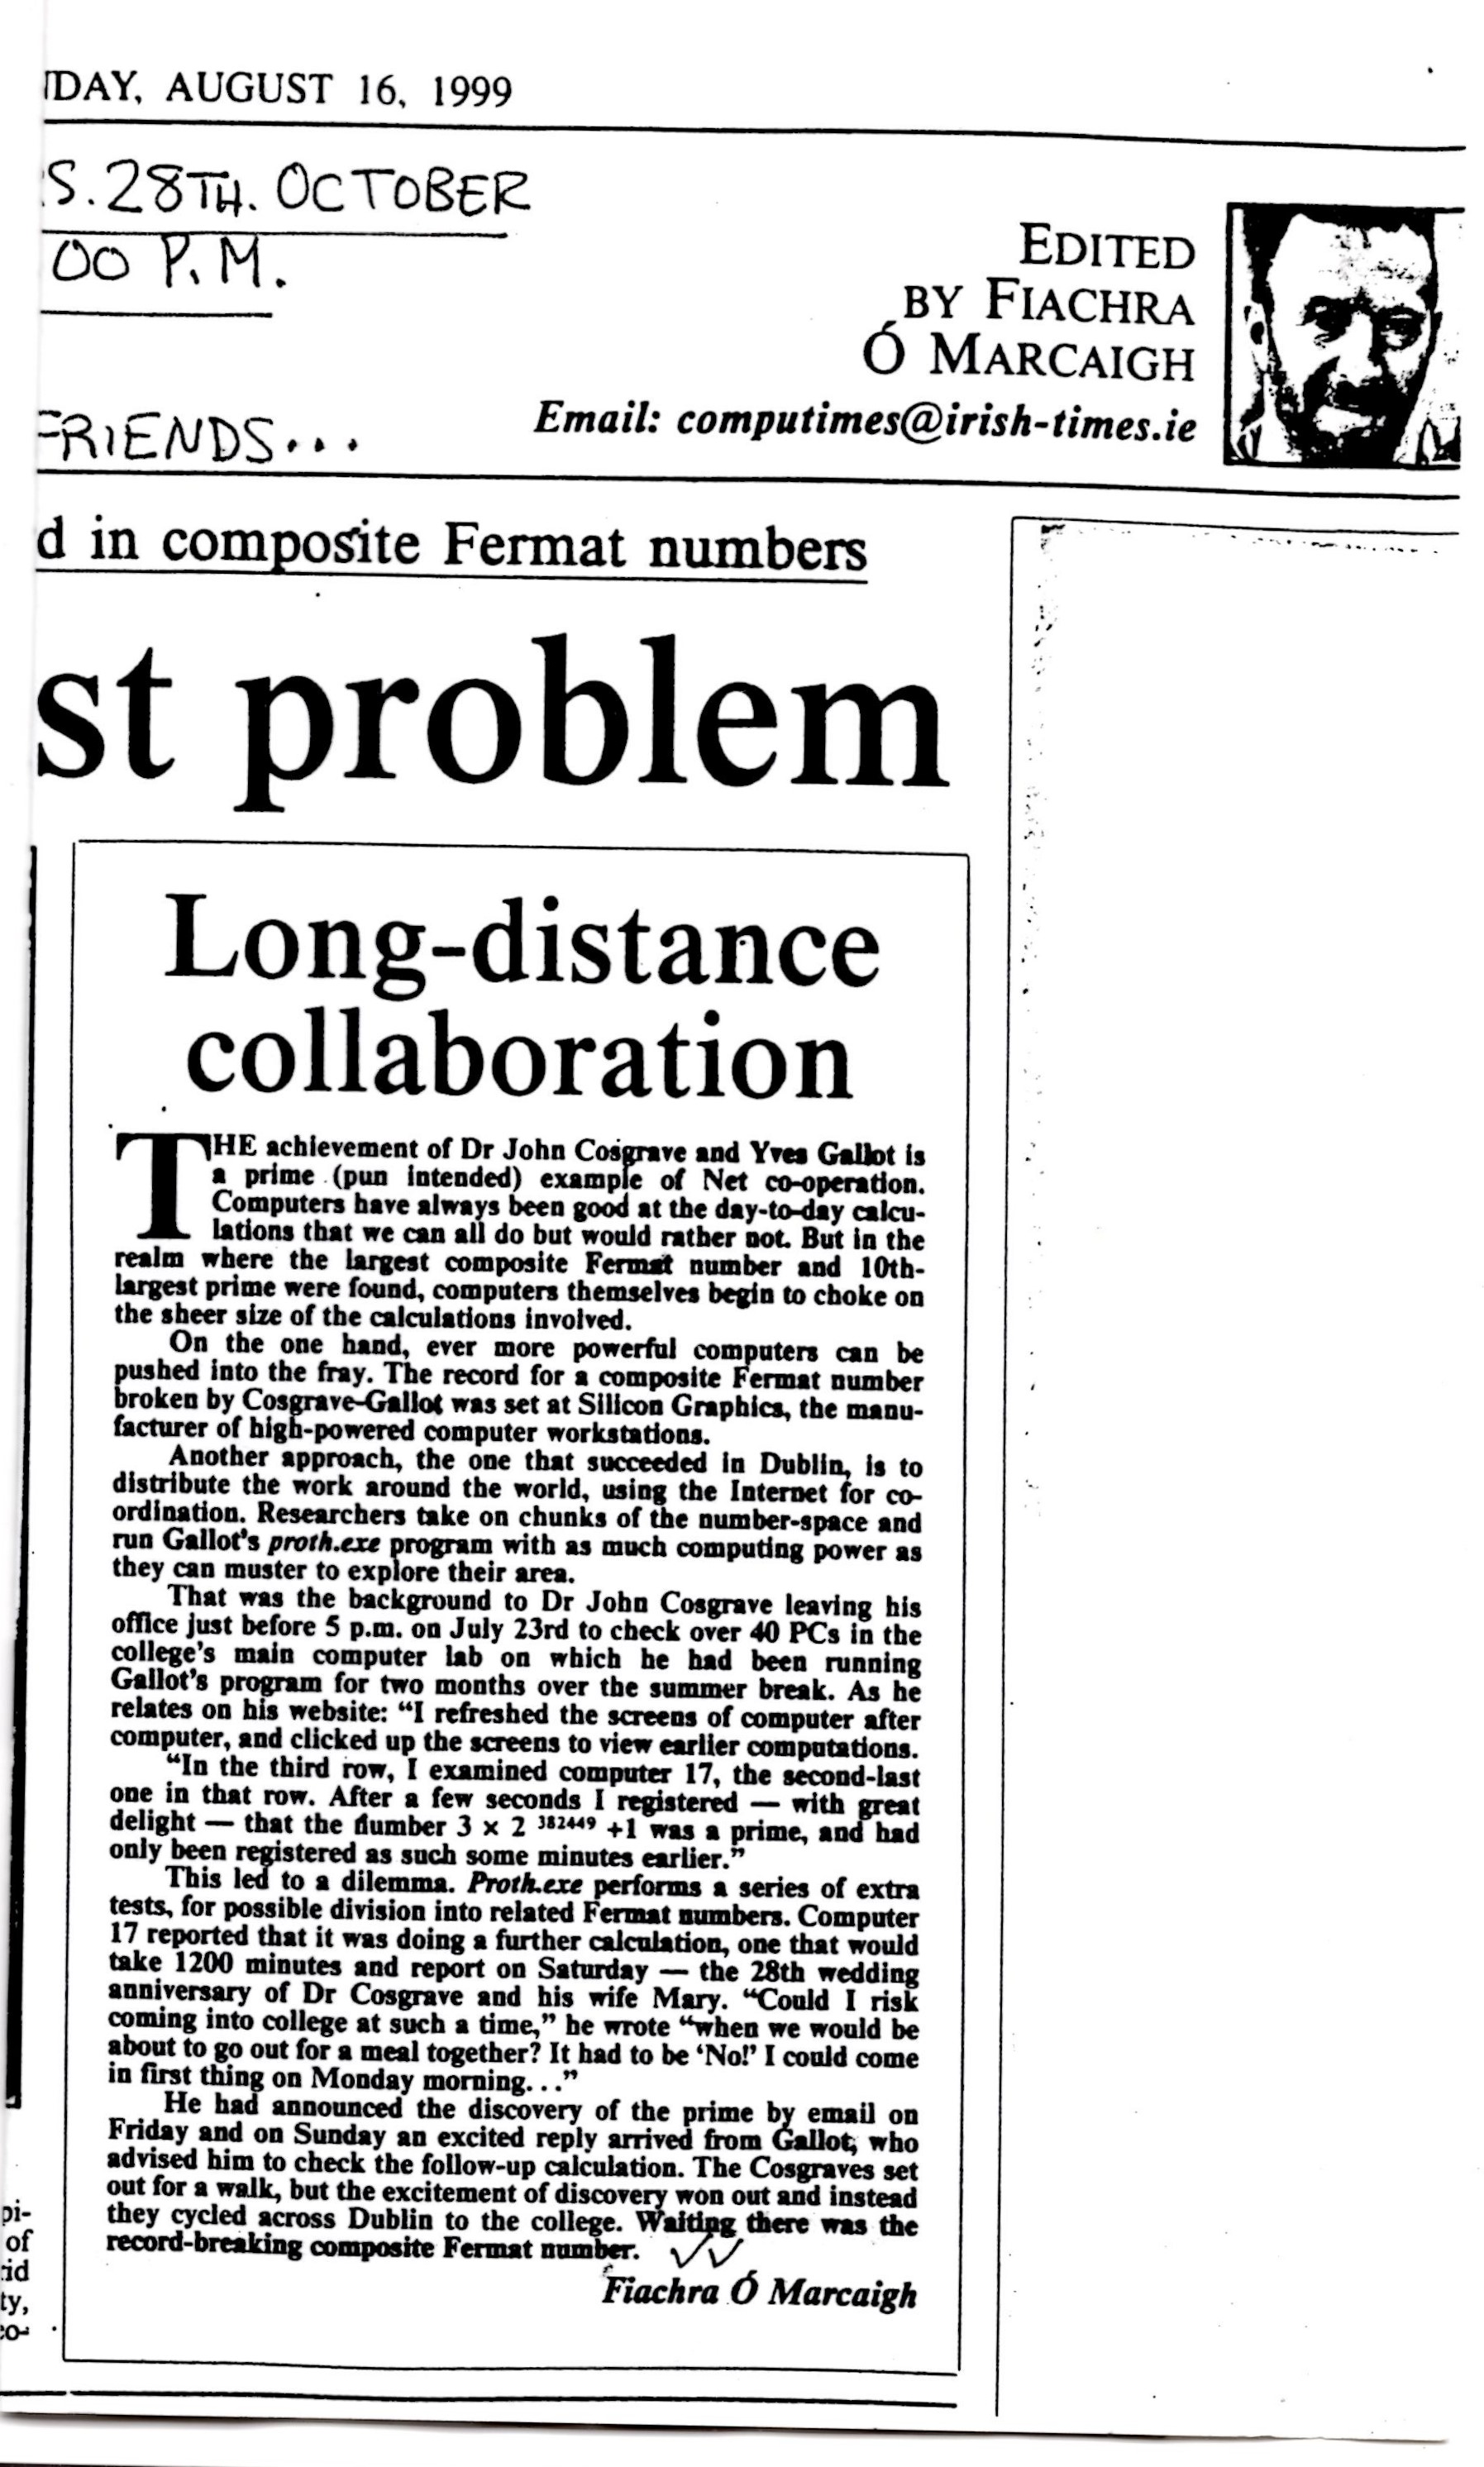 DAY, AUGUST 16, 1999
S. 28TH. OCTOBER
00 P.M.
EDITED
BY FIACHRA
Ó MARCAIGH
Email: computimes@irish-times.ie
FRIENDS...
d in composite Fermat numbers
st problem
Long-distance
collaboration
THE achievement of Dr John Cosgrave and Yves Gallot is
a prime (pun intended) example of Net co-operation.
Computers have always been good at the day-to-day calcu-
lations that we can all do but would rather not. But in the
realm where the largest composite Fermat number and 10th-
largest prime were found, computers themselves begin to choke on
the sheer size of the calculations involved.
On the one hand, ever more powerful computers can be
pushed into the fray. The record for a composite Fermat number
broken by Cosgrave-Gallot was set at Silicon Graphics, the manu-
facturer of high-powered computer workstations.
Another approach, the one that succeeded in Dublin, is to
distribute the work around the world, using the Internet for co-
ordination. Researchers take on chunks of the number-space and
run Gallot's proth.exe program with as much computing power as
they can muster to explore their area.
That was the background to Dr John Cosgrave leaving his
office just before 5 p.m. on July 23rd to check over 40 PCs in the
college's main computer lab on which he had been running
Gallot's program for two months over the summer break. As he
relates on his website: “I refreshed the screens of computer after
computer, and clicked up the screens to view earlier computations.
“In the third row, I examined computer 17, the second-last
one in that row. After a few seconds I registered — with great
delight — that the number 3 × 2 ³⁸²⁴⁴⁹ +1 was a prime, and had
only been registered as such some minutes earlier.”
This led to a dilemma. Proth.exe performs a series of extra
tests, for possible division into related Fermat numbers. Computer
17 reported that it was doing a further calculation, one that would
take 1200 minutes and report on Saturday — the 28th wedding
anniversary of Dr Cosgrave and his wife Mary. “Could I risk
coming into college at such a time,” he wrote “when we would be
about to go out for a meal together? It had to be ‘No!’ I could come
in first thing on Monday morning. . .”
He had announced the discovery of the prime by email on
Friday and on Sunday an excited reply arrived from Gallot, who
advised him to check the follow-up calculation. The Cosgraves set
out for a walk, but the excitement of discovery won out and instead
they cycled across Dublin to the college. Waiting there was the
record-breaking composite Fermat number.
Fiachra Ó Marcaigh
pi-
of
rid
ty,
co-